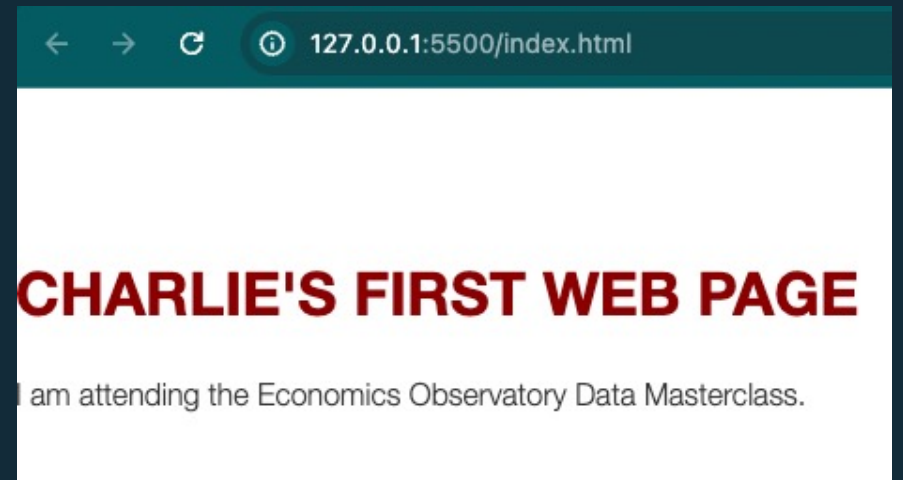 127.0.0.1:5500/index.html
CHARLIE'S FIRST WEB PAGE
I am attending the Economics Observatory Data Masterclass.